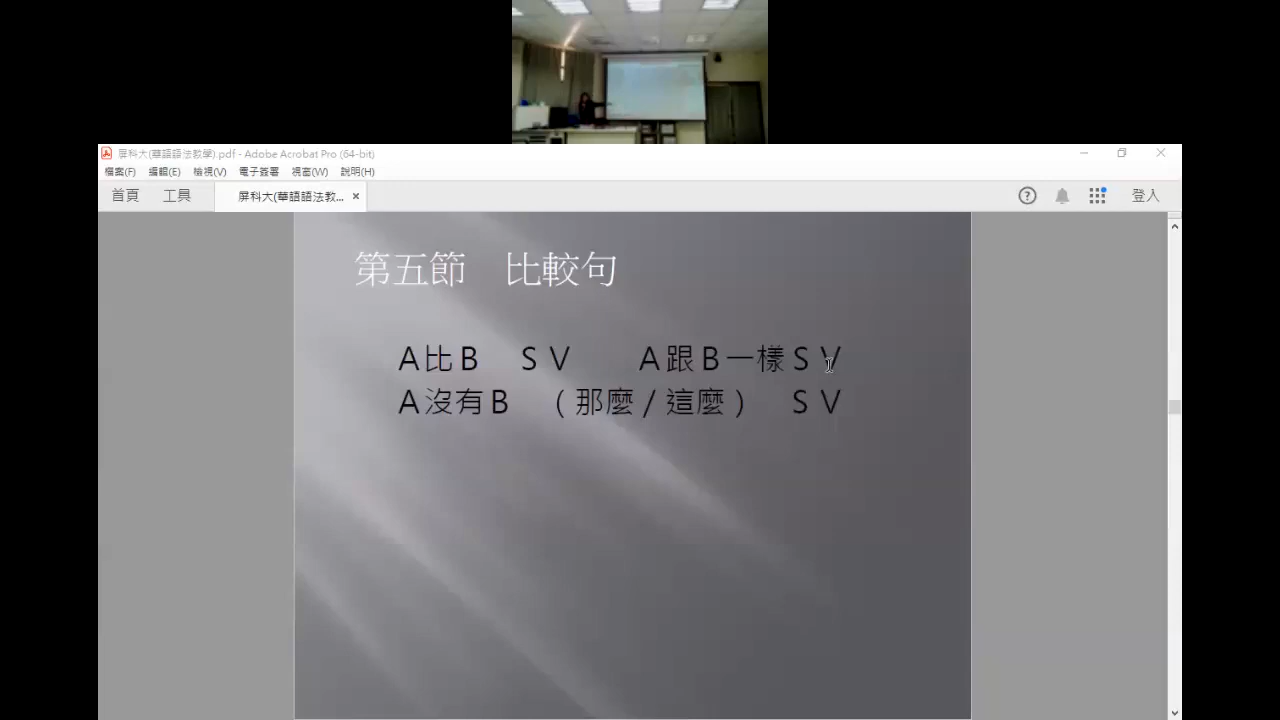 屏科大(華語語法教學).pdf - Adobe Acrobat Pro (64-bit)
檔案(F) 編輯(E) 檢視(V) 電子簽署 視窗(W) 說明(H)
首頁 工具 屏科大(華語語法教... × 登入
第五節 比較句
A比B SV A跟B一樣SV
A沒有B (那麼/這麼) SV